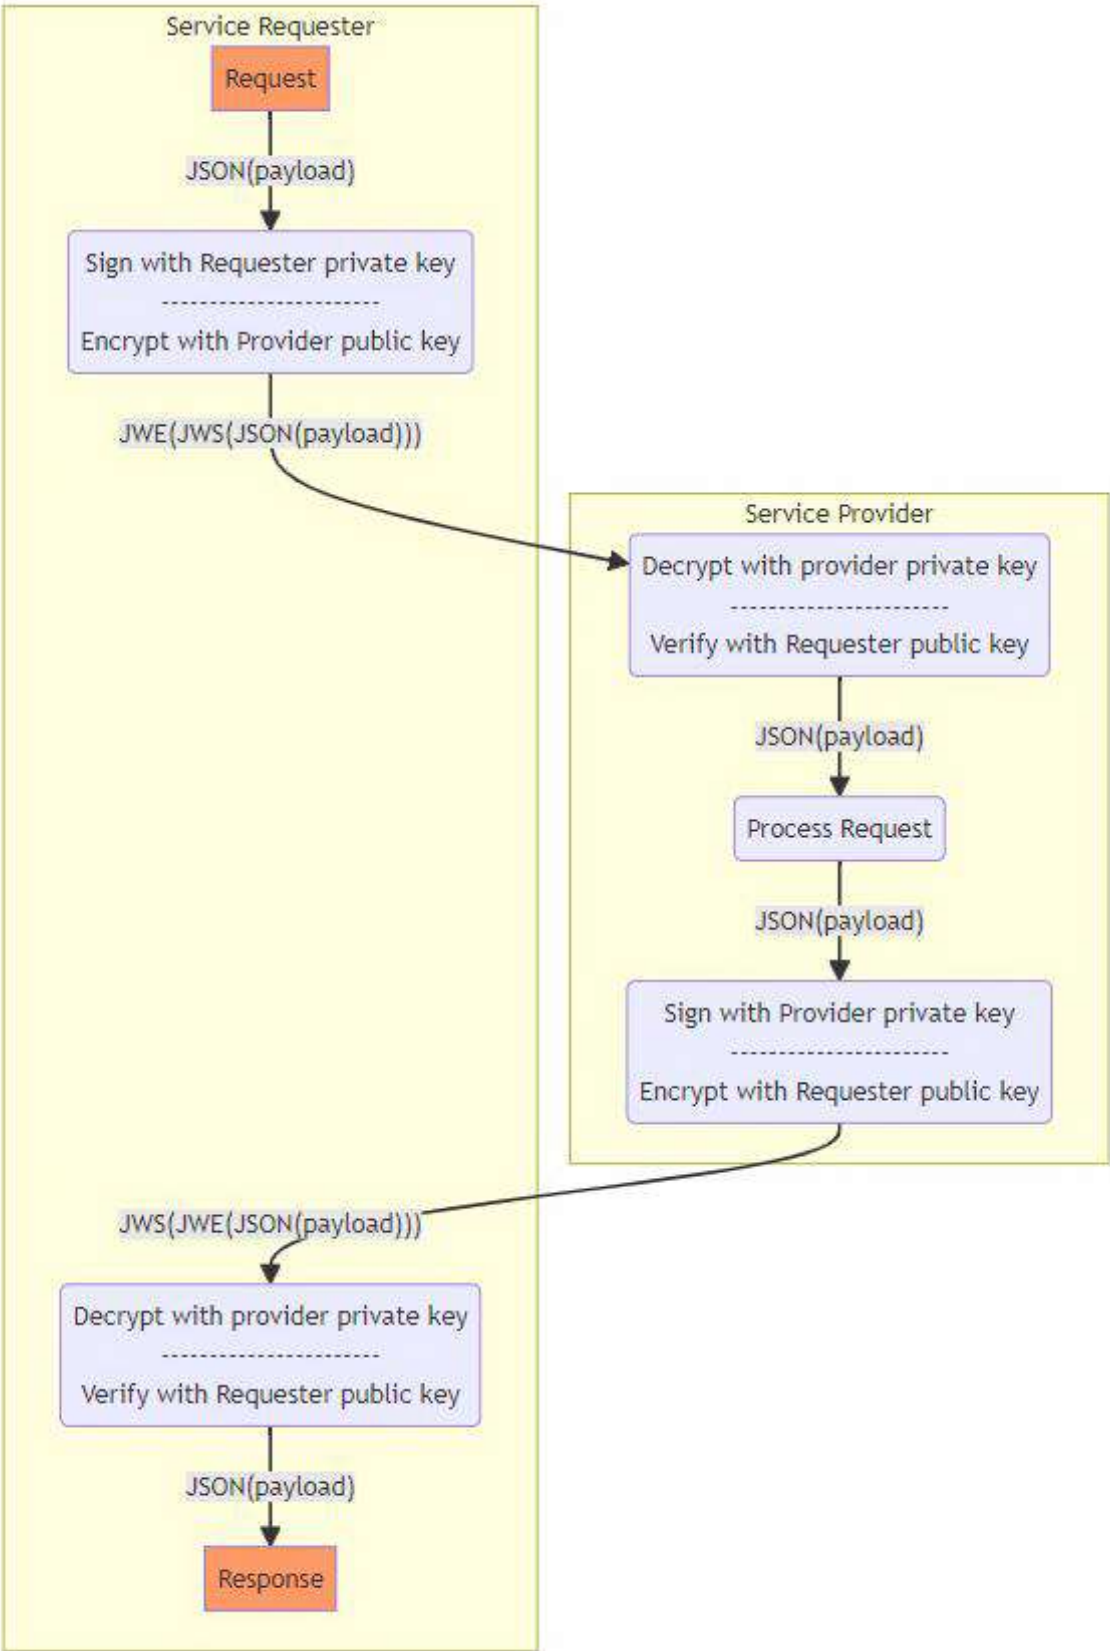 Service Requester
Request
JSON(payload)
Sign with Requester private key
-----------------------
Encrypt with Provider public key
JWE(JWS(JSON(payload)))
Service Provider
Decrypt with provider private key
-----------------------
Verify with Requester public key
JSON(payload)
Process Request
JSON(payload)
Sign with Provider private key
-----------------------
Encrypt with Requester public key
JWS(JWE(JSON(payload)))
Decrypt with provider private key
-----------------------
Verify with Requester public key
JSON(payload)
Response